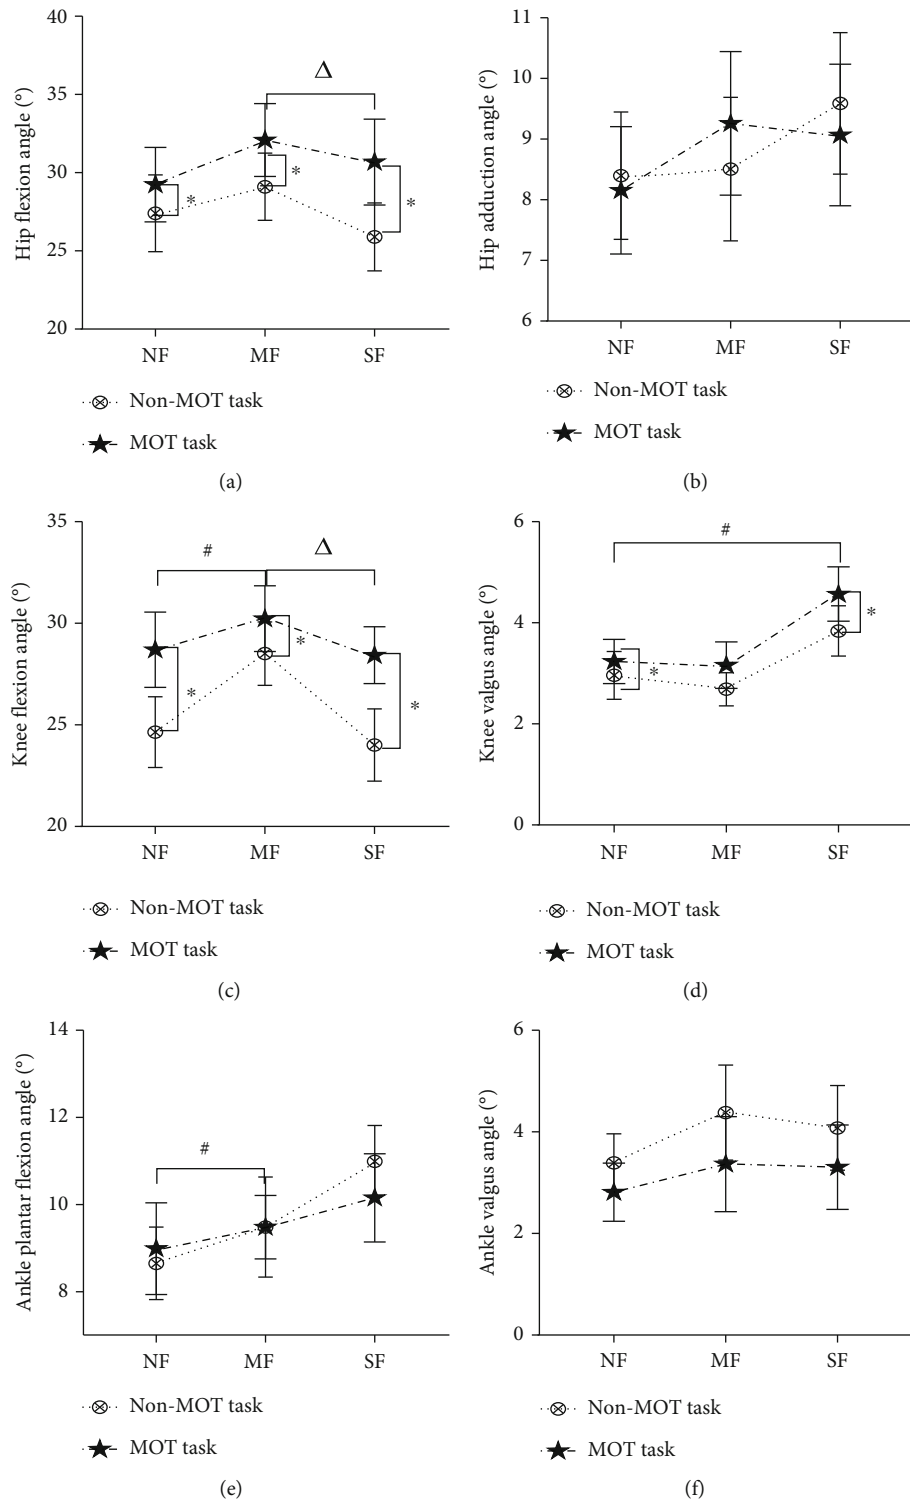 40
35
30
25
20
Hip flexion angle (°)
Δ
*
*
*
NF
MF
SF
Non-MOT task
MOT task
(a)
11
10
9
8
7
6
Hip adduction angle (°)
NF
MF
SF
Non-MOT task
MOT task
(b)
35
30
25
20
Knee flexion angle (°)
#
Δ
*
*
*
NF
MF
SF
Non-MOT task
MOT task
(c)
6
4
2
0
Knee valgus angle (°)
#
*
*
NF
MF
SF
Non-MOT task
MOT task
(d)
14
12
10
8
Ankle plantar flexion angle (°)
#
NF
MF
SF
Non-MOT task
MOT task
(e)
6
4
2
0
Ankle valgus angle (°)
NF
MF
SF
Non-MOT task
MOT task
(f)